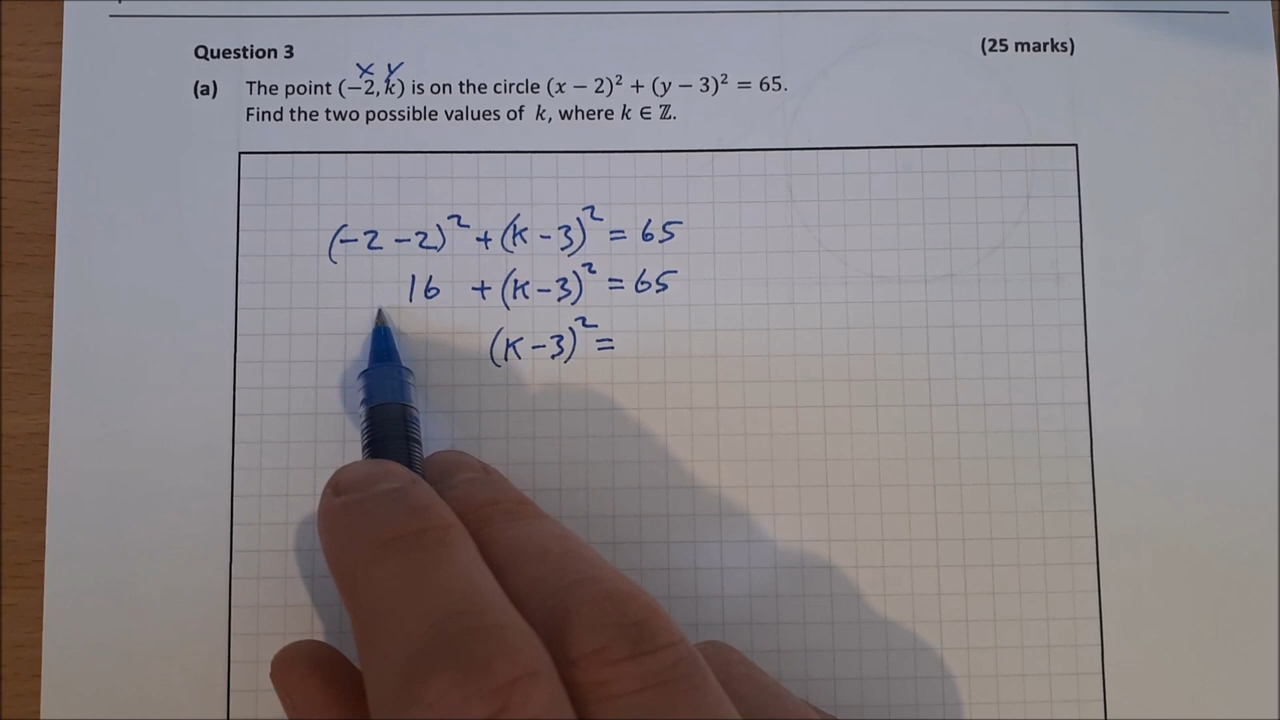 Question 3
(25 marks)
x y
(a) The point (−2, k) is on the circle (x − 2)² + (y − 3)² = 65.
Find the two possible values of k, where k ∈ ℤ.
(-2 -2)² + (k - 3)² = 65
16 + (k - 3)² = 65
(k - 3)² =